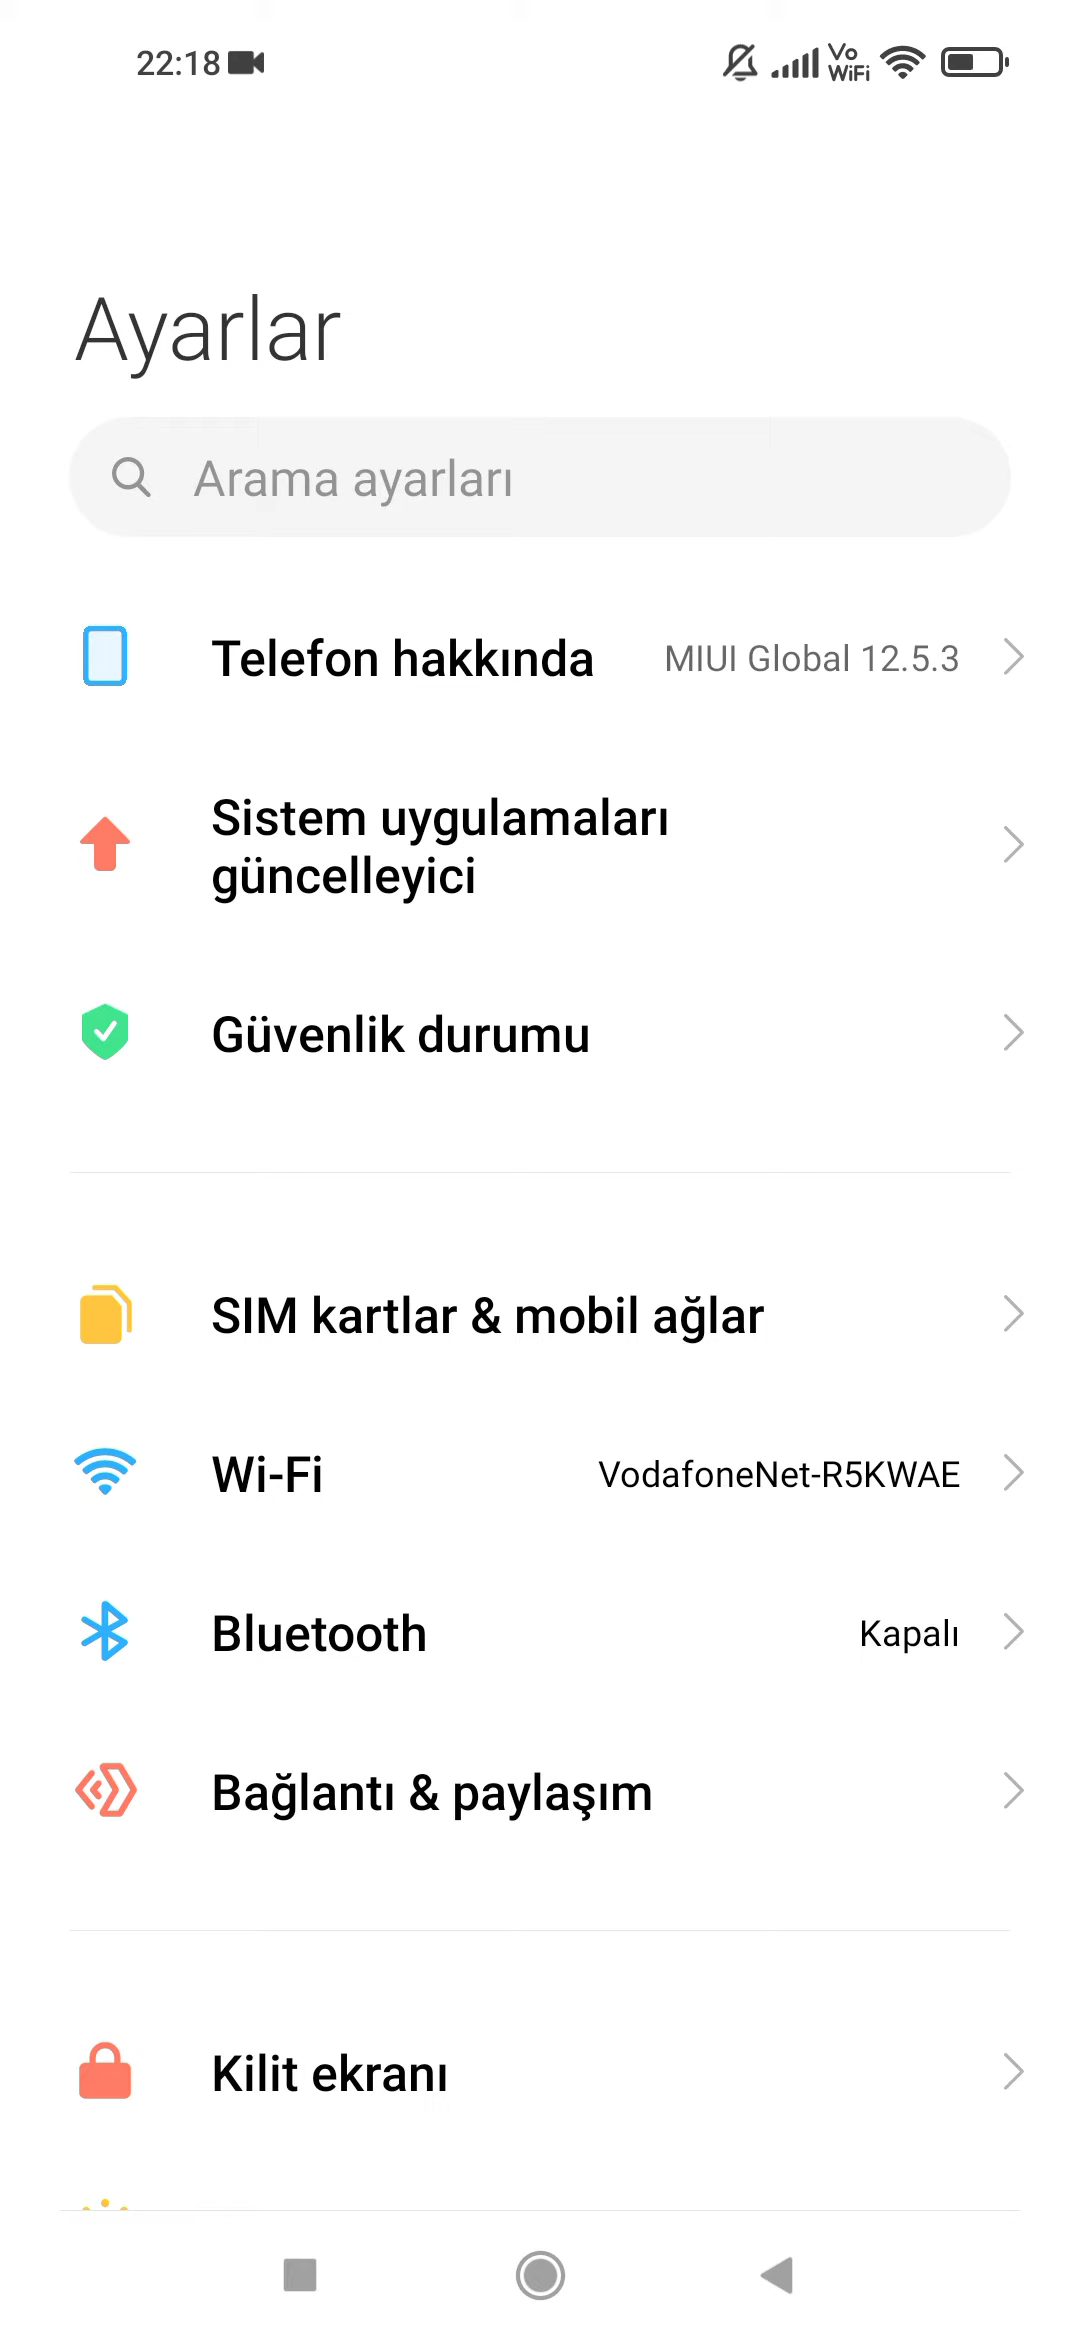 22:18
Vo
WiFi
Ayarlar
Arama ayarları
Telefon hakkında
MIUI Global 12.5.3
Sistem uygulamaları
güncelleyici
Güvenlik durumu
SIM kartlar & mobil ağlar
Wi-Fi
VodafoneNet-R5KWAE
Bluetooth
Kapalı
Bağlantı & paylaşım
Kilit ekranı